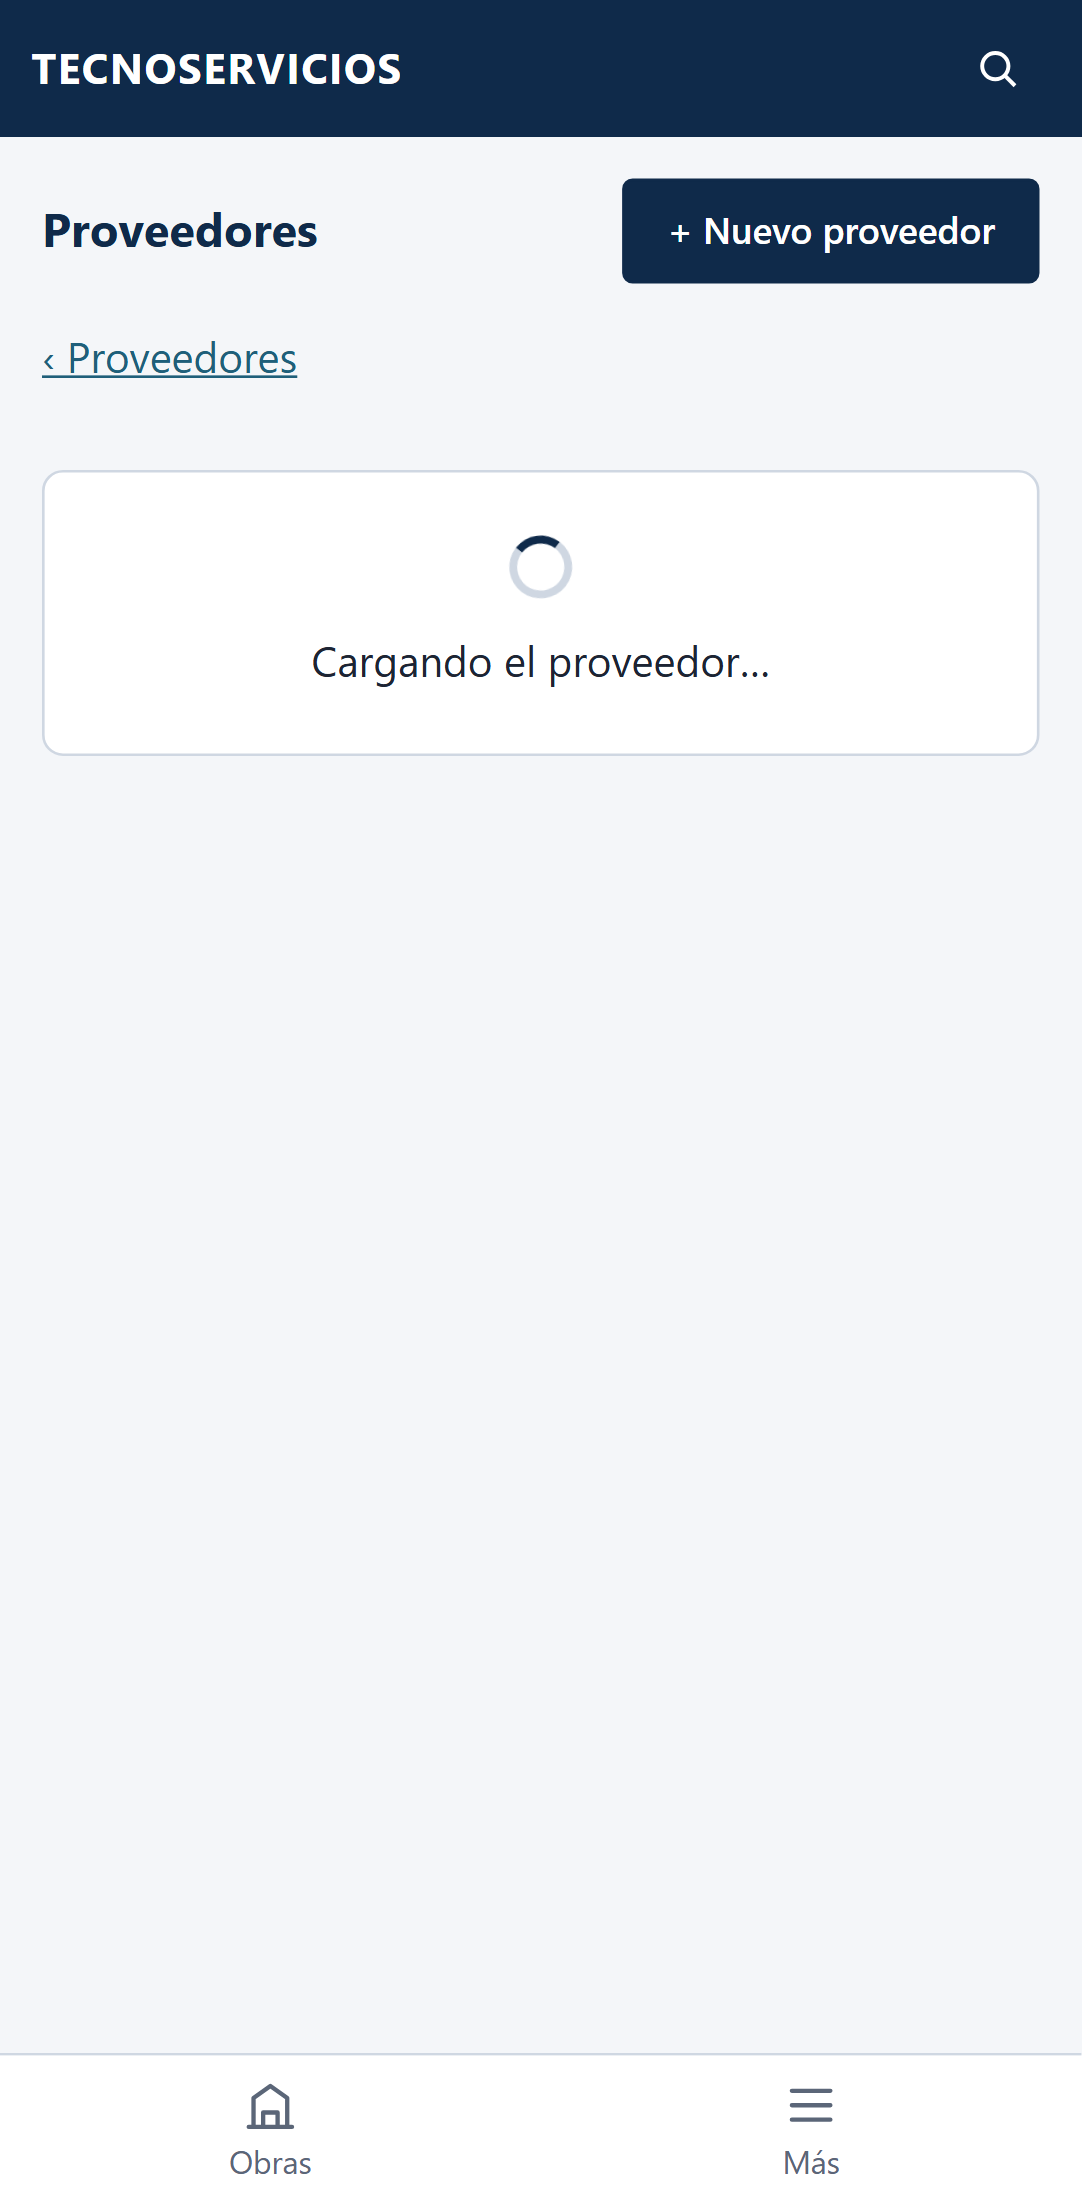 TECNOSERVICIOS
Proveedores
+ Nuevo proveedor
‹ Proveedores
Cargando el proveedor...
Obras
Más